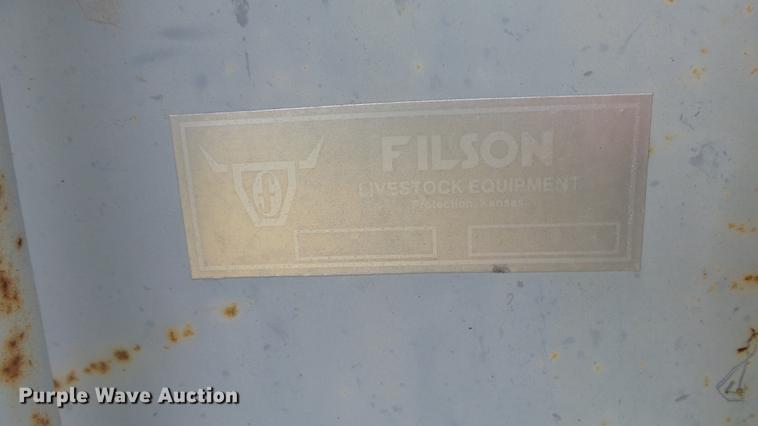 FILSON
LIVESTOCK EQUIPMENT
Protection, Kansas
Purple Wave Auction